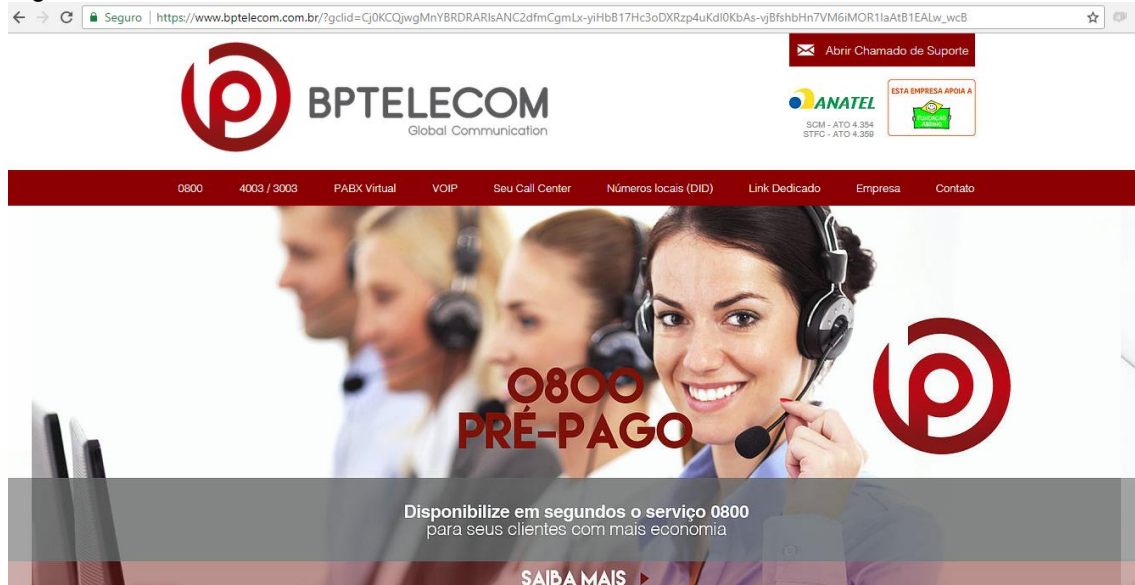 Seguro
https://www.bptelecom.com.br/?gclid=Cj0KCQjwgMnYBRDRARIsANC2dfmCgmLx-yiHbB17Hc3oDXRzp4uKdl0KbAs-vjBfshbHn7VM6iMOR1IaAtB1EALw_wcB
Abrir Chamado de Suporte
BPTELECOM
Global Communication
ANATEL
SCM - ATO 4.354
STFC - ATO 4.359
ESTA EMPRESA APOIA A
FUNDAÇÃO
ABRINQ
0800 4003 / 3003 PABX Virtual VOIP Seu Call Center Números locais (DID) Link Dedicado Empresa Contato
0800
PRÉ-PAGO
Disponibilize em segundos o serviço 0800
para seus clientes com mais economia
SAIBA MAIS